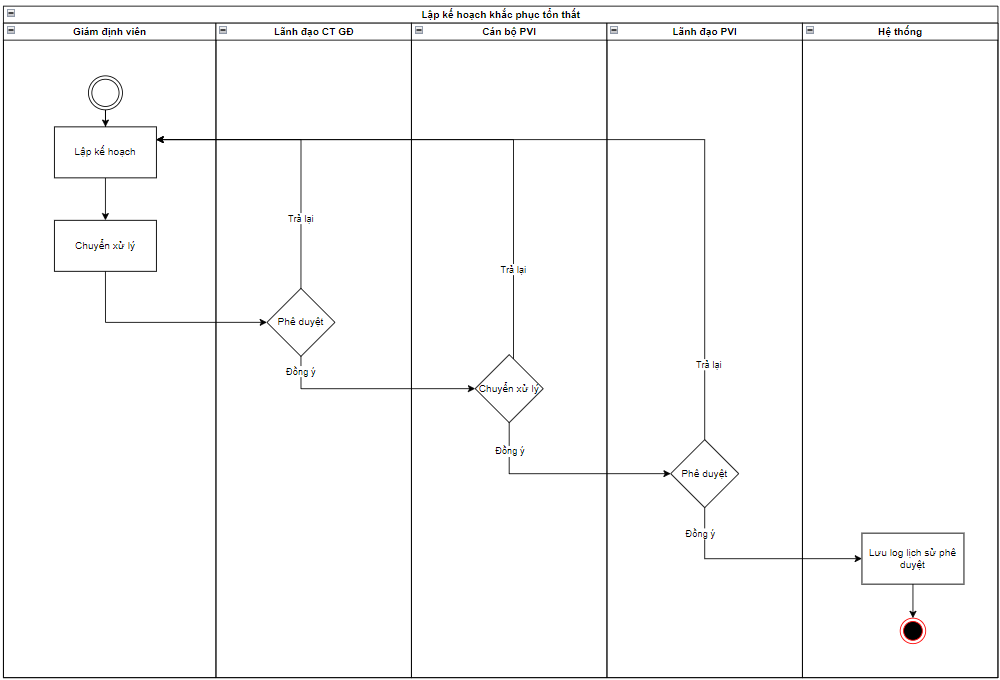 Lập kế hoạch khắc phục tổn thất
Giám định viên
Lãnh đạo CT GĐ
Cán bộ PVI
Lãnh đạo PVI
Hệ thống
Lập kế hoạch
Chuyển xử lý
Trả lại
Trả lại
Phê duyệt
Trả lại
Đồng ý
Chuyển xử lý
Đồng ý
Phê duyệt
Đồng ý
Lưu log lịch sử phê
duyệt